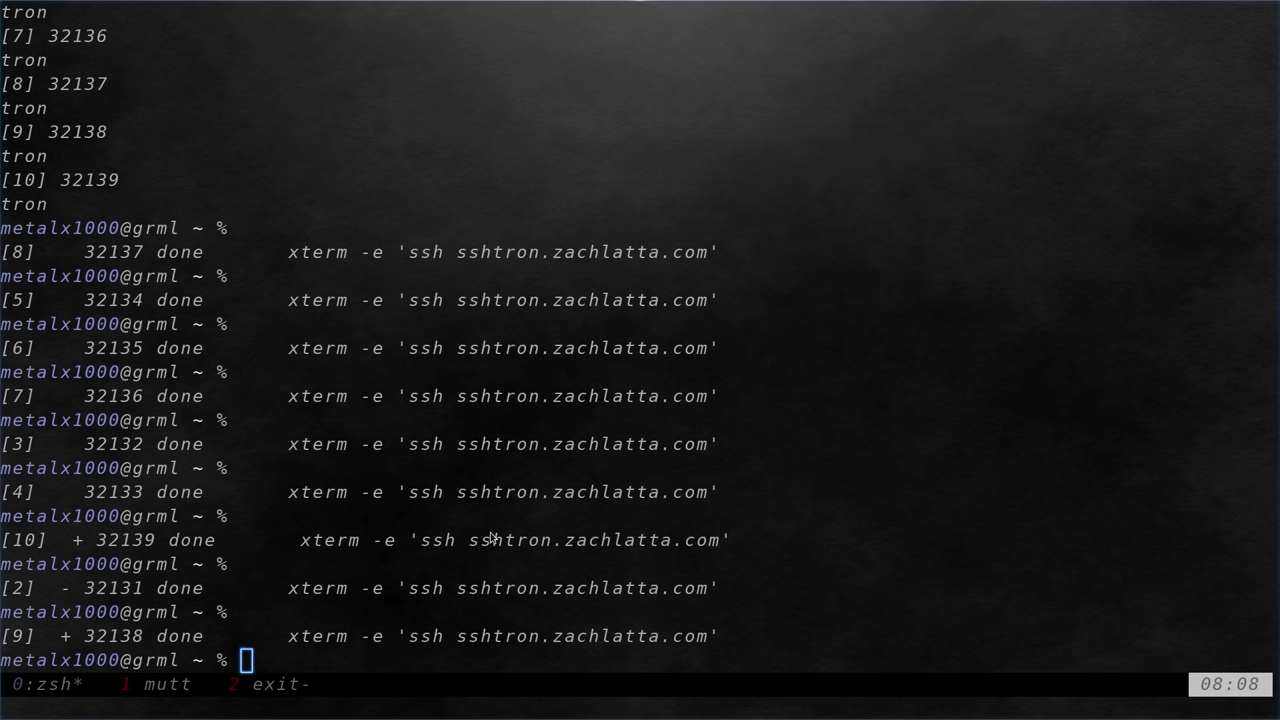 tron
[7] 32136
tron
[8] 32137
tron
[9] 32138
tron
[10] 32139
tron
metalx1000@grml ~ %
[8]    32137 done       xterm -e 'ssh sshtron.zachlatta.com'
metalx1000@grml ~ %
[5]    32134 done       xterm -e 'ssh sshtron.zachlatta.com'
metalx1000@grml ~ %
[6]    32135 done       xterm -e 'ssh sshtron.zachlatta.com'
metalx1000@grml ~ %
[7]    32136 done       xterm -e 'ssh sshtron.zachlatta.com'
metalx1000@grml ~ %
[3]    32132 done       xterm -e 'ssh sshtron.zachlatta.com'
metalx1000@grml ~ %
[4]    32133 done       xterm -e 'ssh sshtron.zachlatta.com'
metalx1000@grml ~ %
[10]  + 32139 done       xterm -e 'ssh sshtron.zachlatta.com'
metalx1000@grml ~ %
[2]  - 32131 done       xterm -e 'ssh sshtron.zachlatta.com'
metalx1000@grml ~ %
[9]  + 32138 done       xterm -e 'ssh sshtron.zachlatta.com'
metalx1000@grml ~ %
0:zsh*   1 mutt   2 exit-   08:08